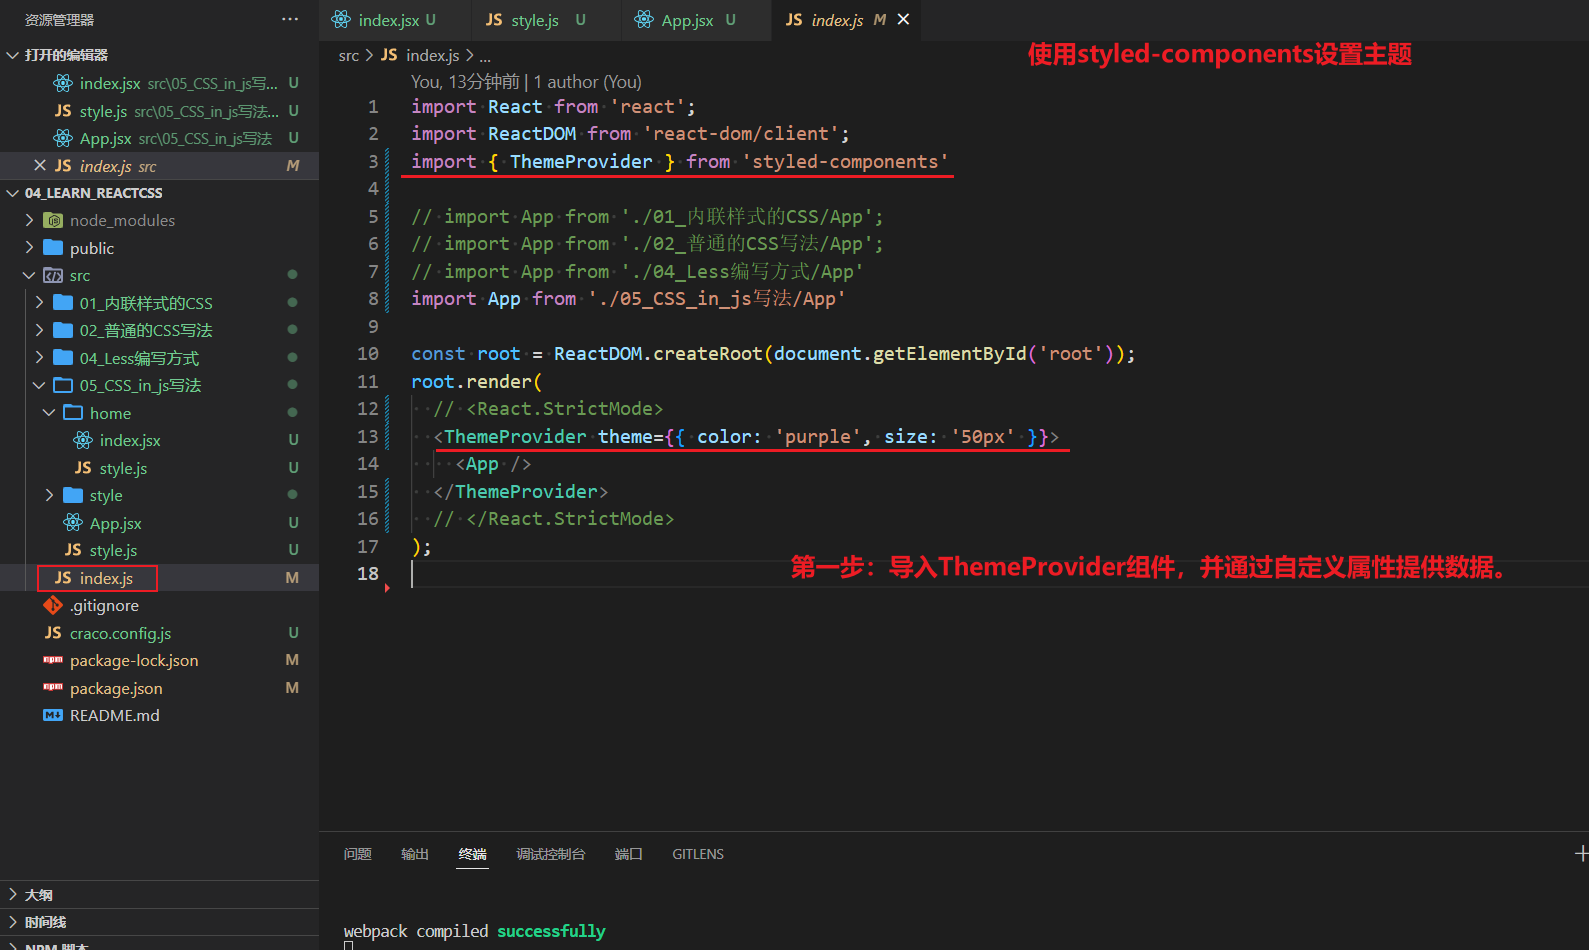 资源管理器 ···
打开的编辑器
index.jsx src\05_CSS_in_js写... U
JS style.js src\05_CSS_in_js写法... U
App.jsx src\05_CSS_in_js写法 U
JS index.js src M
04_LEARN_REACTCSS
node_modules
public
src
01_内联样式的CSS
02_普通的CSS写法
04_Less编写方式
05_CSS_in_js写法
home
index.jsx U
JS style.js U
style
App.jsx U
JS style.js U
JS index.js M
.gitignore
JS craco.config.js U
npm package-lock.json M
npm package.json M
README.md
大纲
时间线
NPM 脚本
index.jsx U JS style.js U App.jsx U JS index.js M
src > JS index.js > ...
使用styled-components设置主题
You, 13分钟前 | 1 author (You)
1 import React from 'react';
2 import ReactDOM from 'react-dom/client';
3 import { ThemeProvider } from 'styled-components'
4
5 // import App from './01_内联样式的CSS/App';
6 // import App from './02_普通的CSS写法/App';
7 // import App from './04_Less编写方式/App'
8 import App from './05_CSS_in_js写法/App'
9
10 const root = ReactDOM.createRoot(document.getElementById('root'));
11 root.render(
12 // <React.StrictMode>
13 <ThemeProvider theme={{ color: 'purple', size: '50px' }}>
14 <App />
15 </ThemeProvider>
16 // </React.StrictMode>
17 );
18
第一步：导入ThemeProvider组件，并通过自定义属性提供数据。
问题 输出 终端 调试控制台 端口 GITLENS
webpack compiled successfully